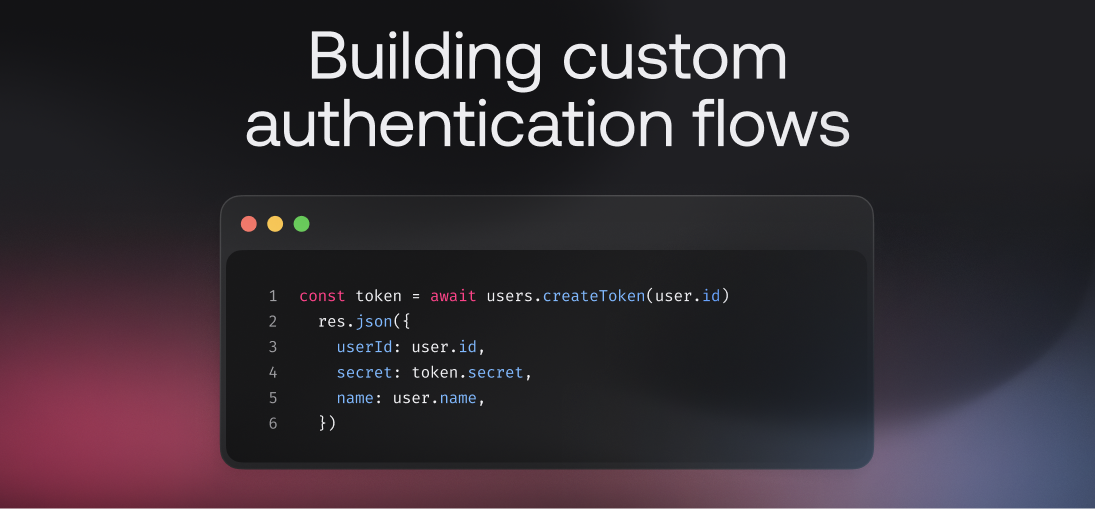 Building custom
authentication flows
1 const token = await users.createToken(user.id)
2 res.json({
3 userId: user.id,
4 secret: token.secret,
5 name: user.name,
6 })